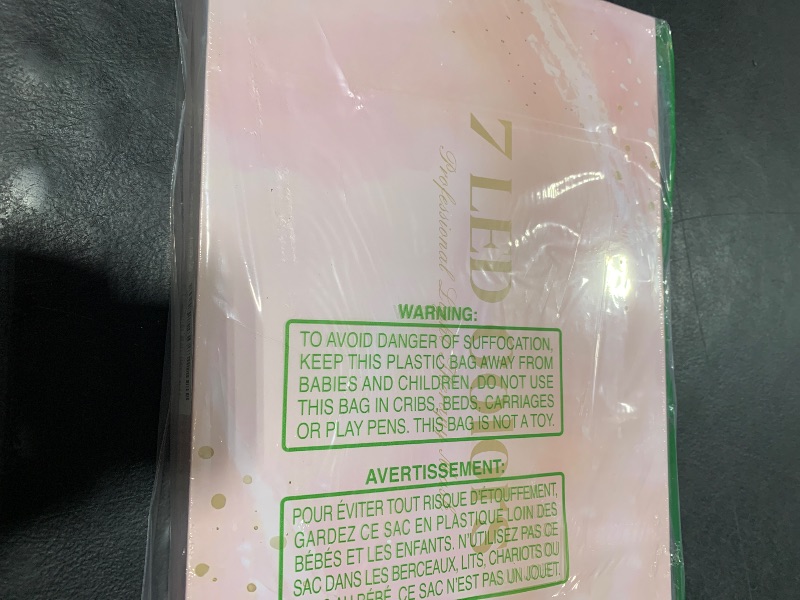 7 LED
Professional
WARNING:
TO AVOID DANGER OF SUFFOCATION,
KEEP THIS PLASTIC BAG AWAY FROM
BABIES AND CHILDREN. DO NOT USE
THIS BAG IN CRIBS, BEDS, CARRIAGES
OR PLAY PENS. THIS BAG IS NOT A TOY.
AVERTISSEMENT:
POUR ÉVITER TOUT RISQUE D'ÉTOUFFEMENT,
GARDEZ CE SAC EN PLASTIQUE LOIN DES
BÉBÉS ET LES ENFANTS. N'UTILISEZ PAS DE
SAC DANS LES BERCEAUX, LITS, CHARIOTS OU
BÉBÉ. CE SAC N'EST PAS UN JOUET.